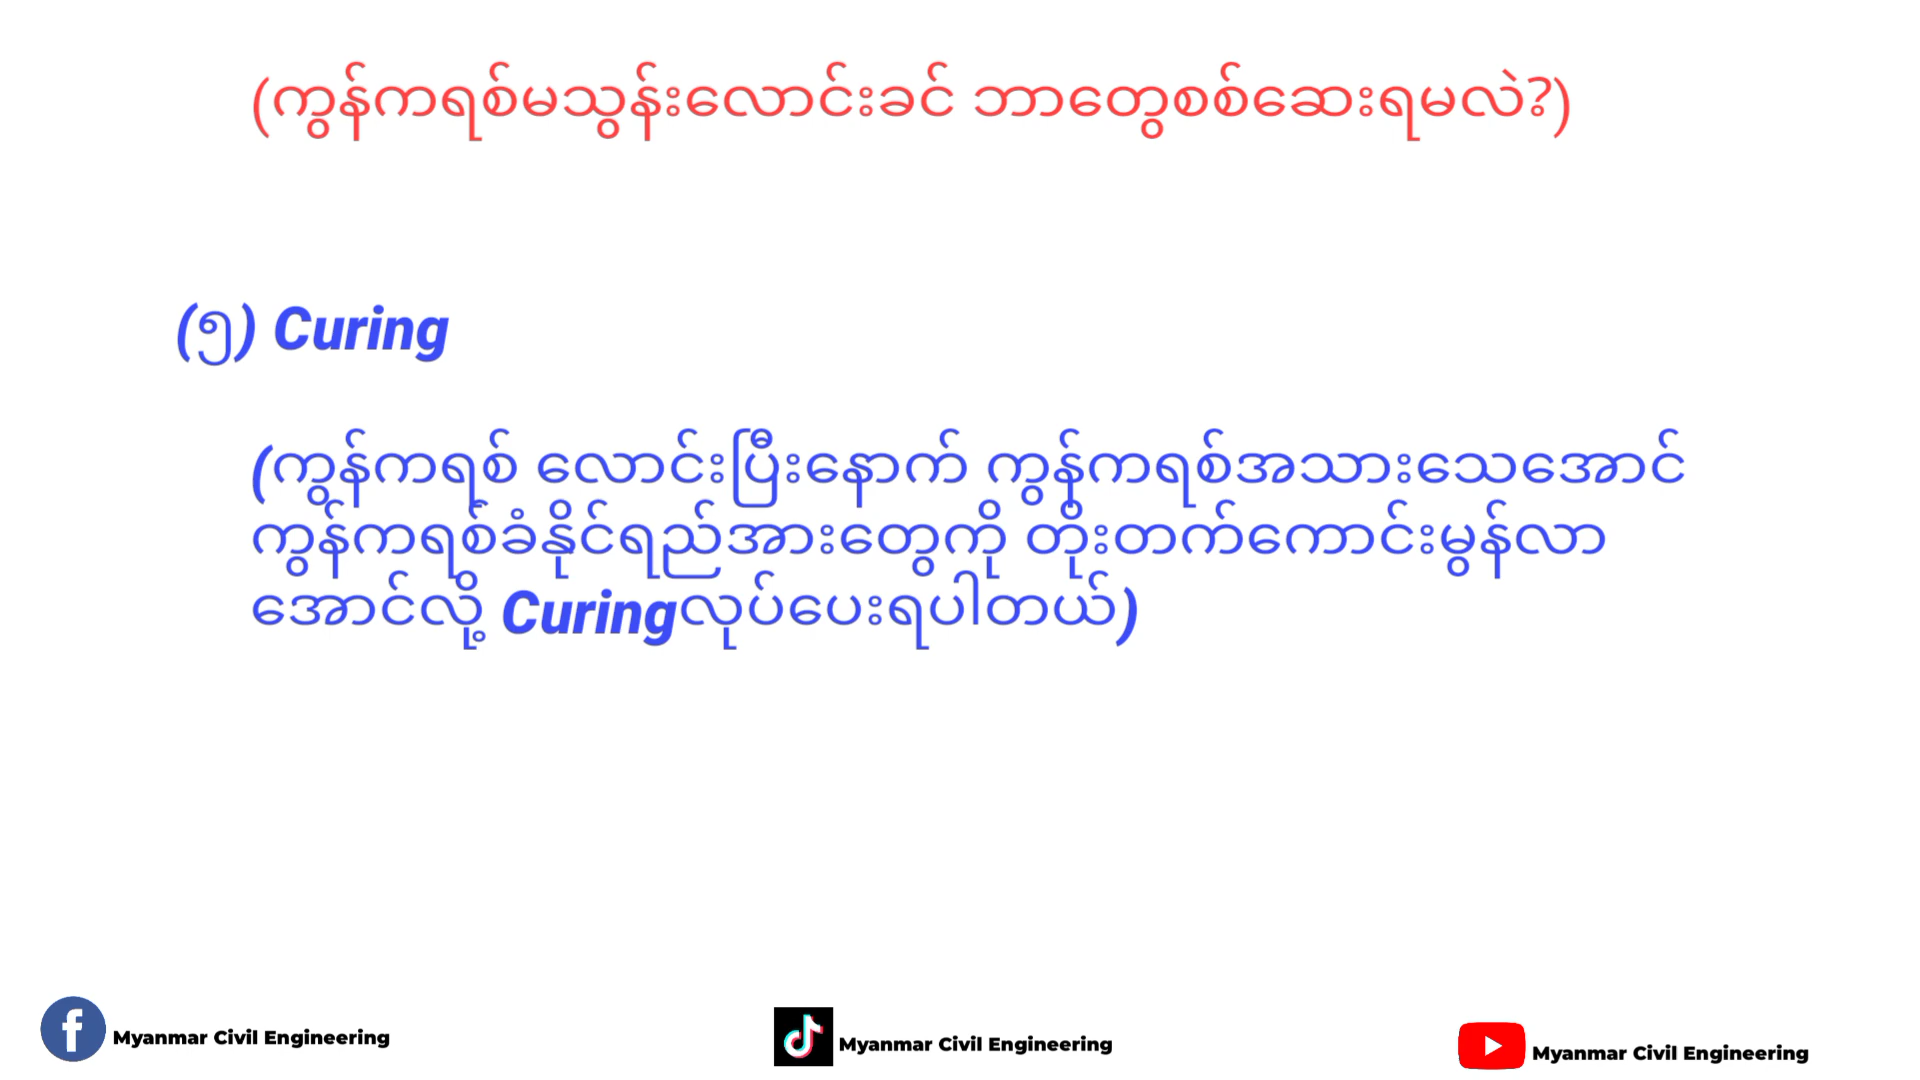 (ကွန်ကရစ်မသွန်းလောင်းခင် ဘာတွေစစ်ဆေးရမလဲ?)
(၅) Curing
(ကွန်ကရစ် လောင်းပြီးနောက် ကွန်ကရစ်အသားသေအောင်
ကွန်ကရစ်ခံနိုင်ရည်အားတွေကို တိုးတက်ကောင်းမွန်လာ
အောင်လို့ Curingလုပ်ပေးရပါတယ်)
Myanmar Civil Engineering
Myanmar Civil Engineering
Myanmar Civil Engineering